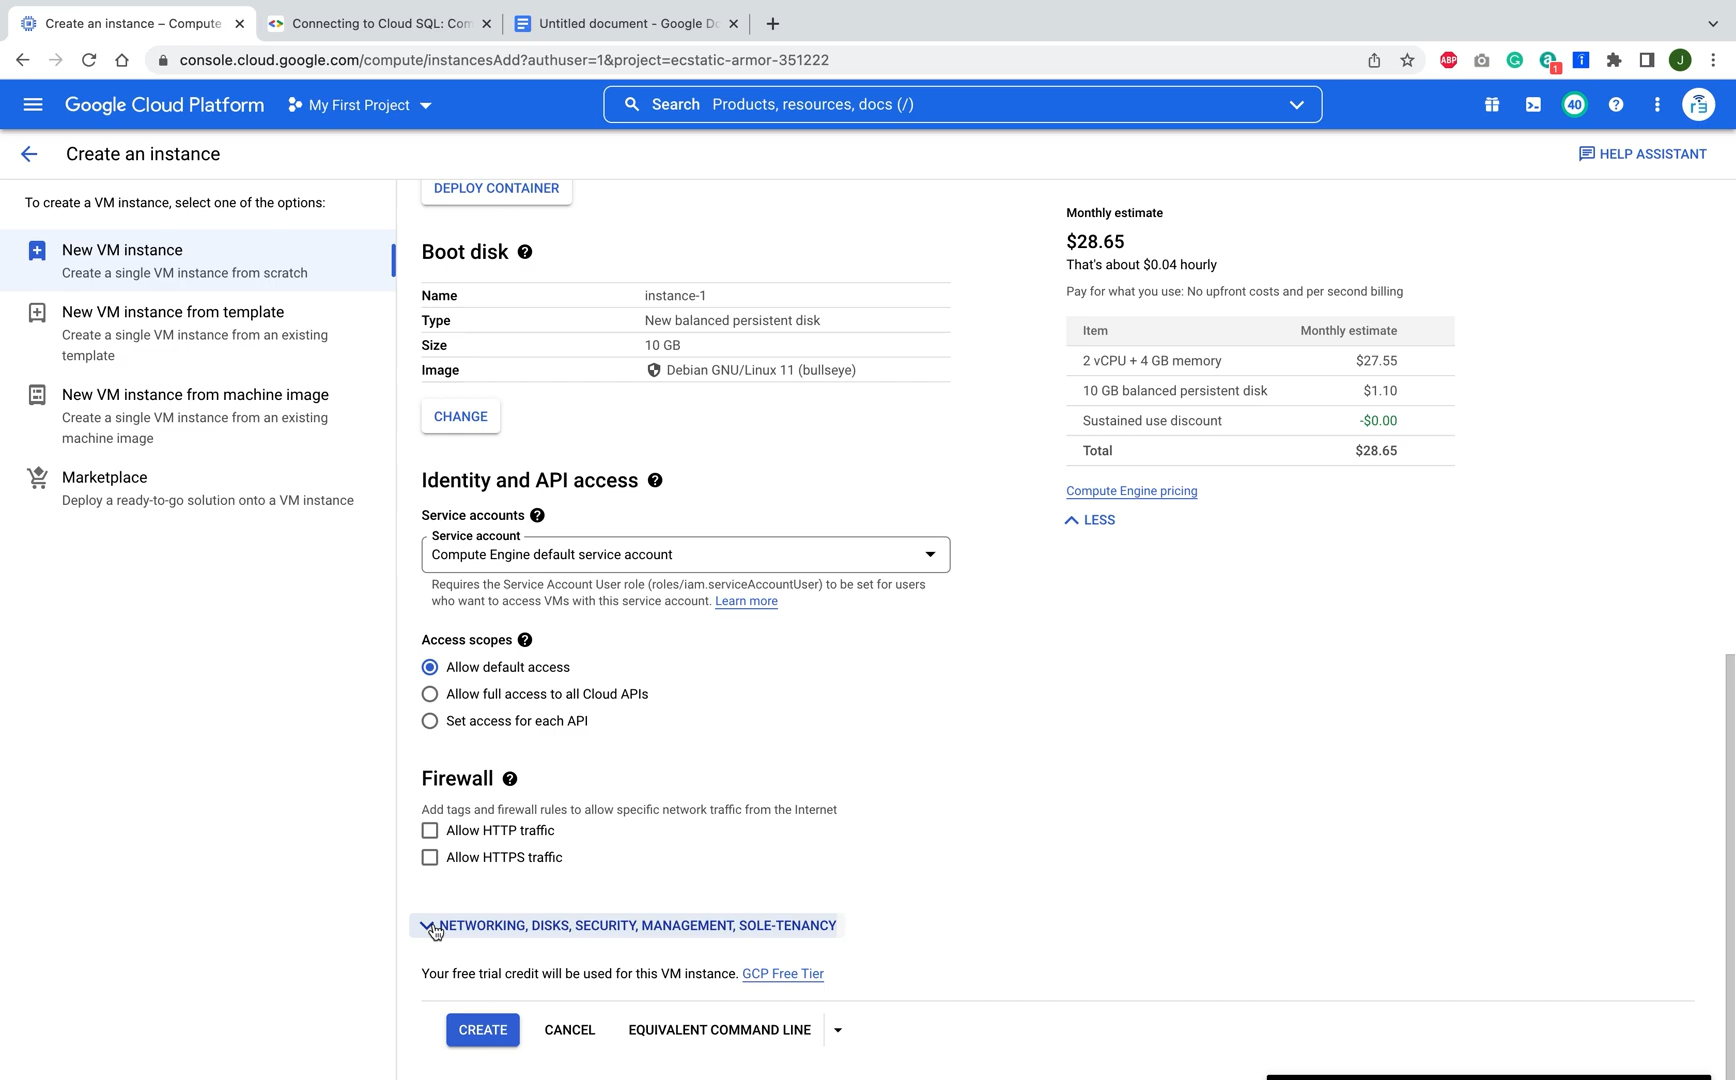 Create an instance – Compute
Connecting to Cloud SQL: Com
Untitled document - Google Do
console.cloud.google.com/compute/instancesAdd?authuser=1&project=ecstatic-armor-351222
ABP
1
J
Google Cloud Platform
My First Project
Search Products, resources, docs (/)
40
Create an instance
HELP ASSISTANT
To create a VM instance, select one of the options:
New VM instance
Create a single VM instance from scratch
New VM instance from template
Create a single VM instance from an existing
template
New VM instance from machine image
Create a single VM instance from an existing
machine image
Marketplace
Deploy a ready-to-go solution onto a VM instance
DEPLOY CONTAINER
Boot disk
Name instance-1
Type New balanced persistent disk
Size 10 GB
Image Debian GNU/Linux 11 (bullseye)
CHANGE
Identity and API access
Service accounts
Service account
Compute Engine default service account
Requires the Service Account User role (roles/iam.serviceAccountUser) to be set for users
who want to access VMs with this service account. Learn more
Access scopes
Allow default access
Allow full access to all Cloud APIs
Set access for each API
Firewall
Add tags and firewall rules to allow specific network traffic from the Internet
Allow HTTP traffic
Allow HTTPS traffic
NETWORKING, DISKS, SECURITY, MANAGEMENT, SOLE-TENANCY
Your free trial credit will be used for this VM instance. GCP Free Tier
CREATE CANCEL EQUIVALENT COMMAND LINE
Monthly estimate
$28.65
That's about $0.04 hourly
Pay for what you use: No upfront costs and per second billing
Item Monthly estimate
2 vCPU + 4 GB memory $27.55
10 GB balanced persistent disk $1.10
Sustained use discount -$0.00
Total $28.65
Compute Engine pricing
LESS